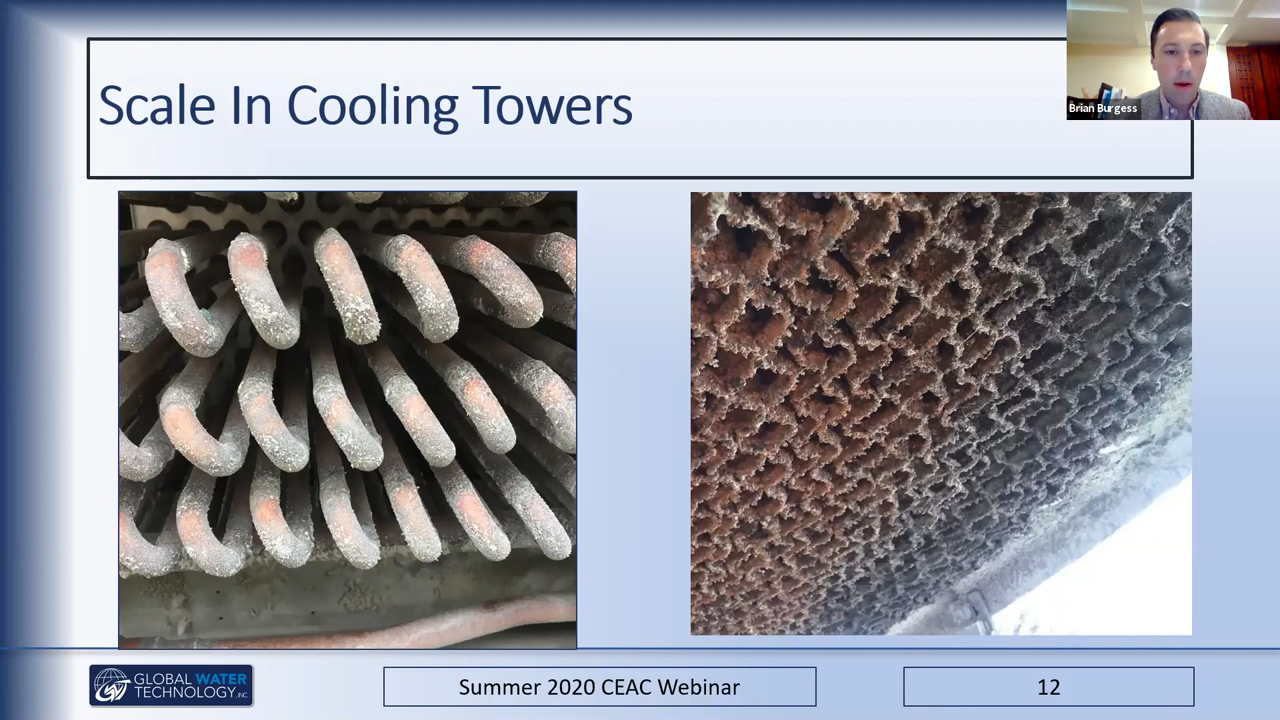 Scale In Cooling Towers
Brian Burgess
GLOBAL WATER
TECHNOLOGY, INC
Summer 2020 CEAC Webinar
12